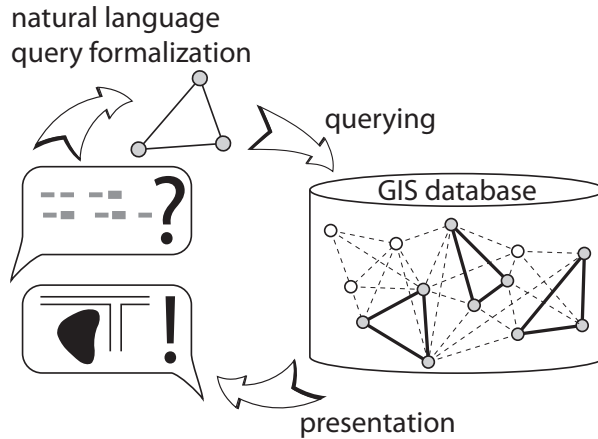 natural language
query formalization
querying
GIS database
?
!
presentation